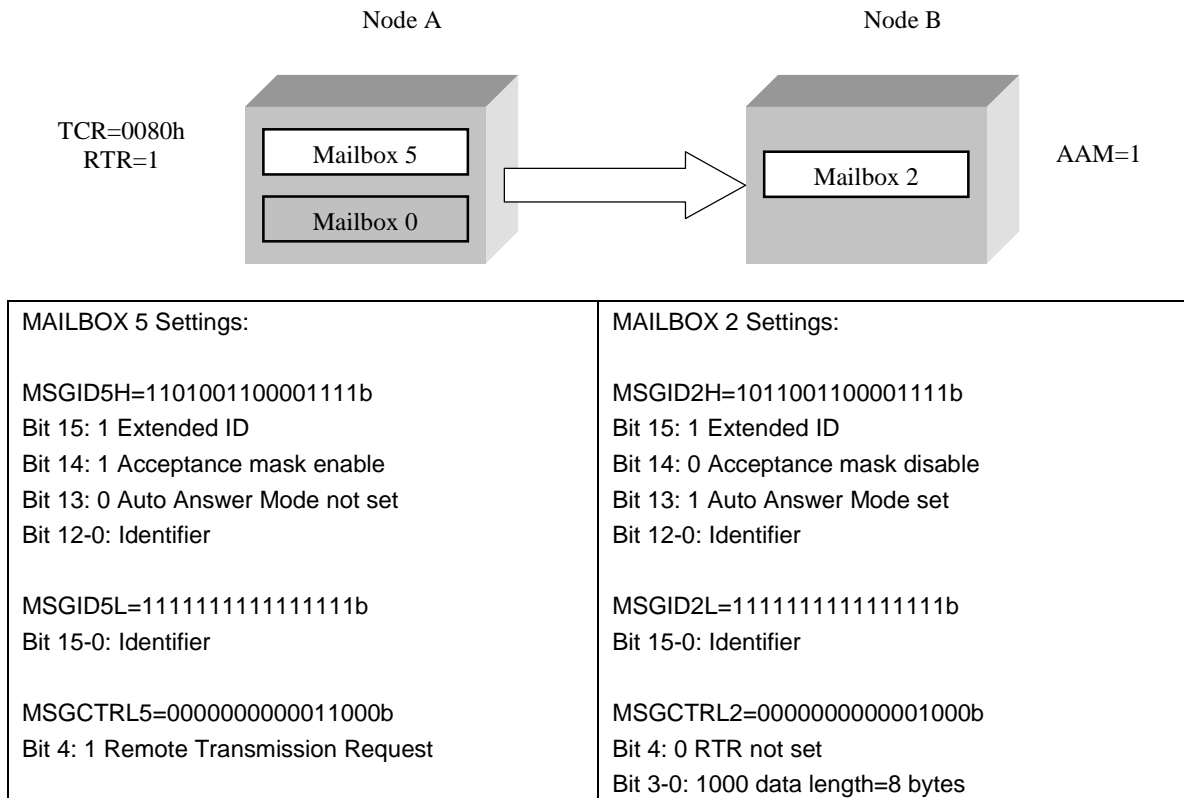 Node A
Node B
TCR=0080h
RTR=1
Mailbox 5
Mailbox 0
Mailbox 2
AAM=1
MAILBOX 5 Settings:
MSGID5H=1101001100001111b
Bit 15: 1 Extended ID
Bit 14: 1 Acceptance mask enable
Bit 13: 0 Auto Answer Mode not set
Bit 12-0: Identifier
MSGID5L=1111111111111111b
Bit 15-0: Identifier
MSGCTRL5=0000000000011000b
Bit 4: 1 Remote Transmission Request
MAILBOX 2 Settings:
MSGID2H=1011001100001111b
Bit 15: 1 Extended ID
Bit 14: 0 Acceptance mask disable
Bit 13: 1 Auto Answer Mode set
Bit 12-0: Identifier
MSGID2L=1111111111111111b
Bit 15-0: Identifier
MSGCTRL2=0000000000001000b
Bit 4: 0 RTR not set
Bit 3-0: 1000 data length=8 bytes